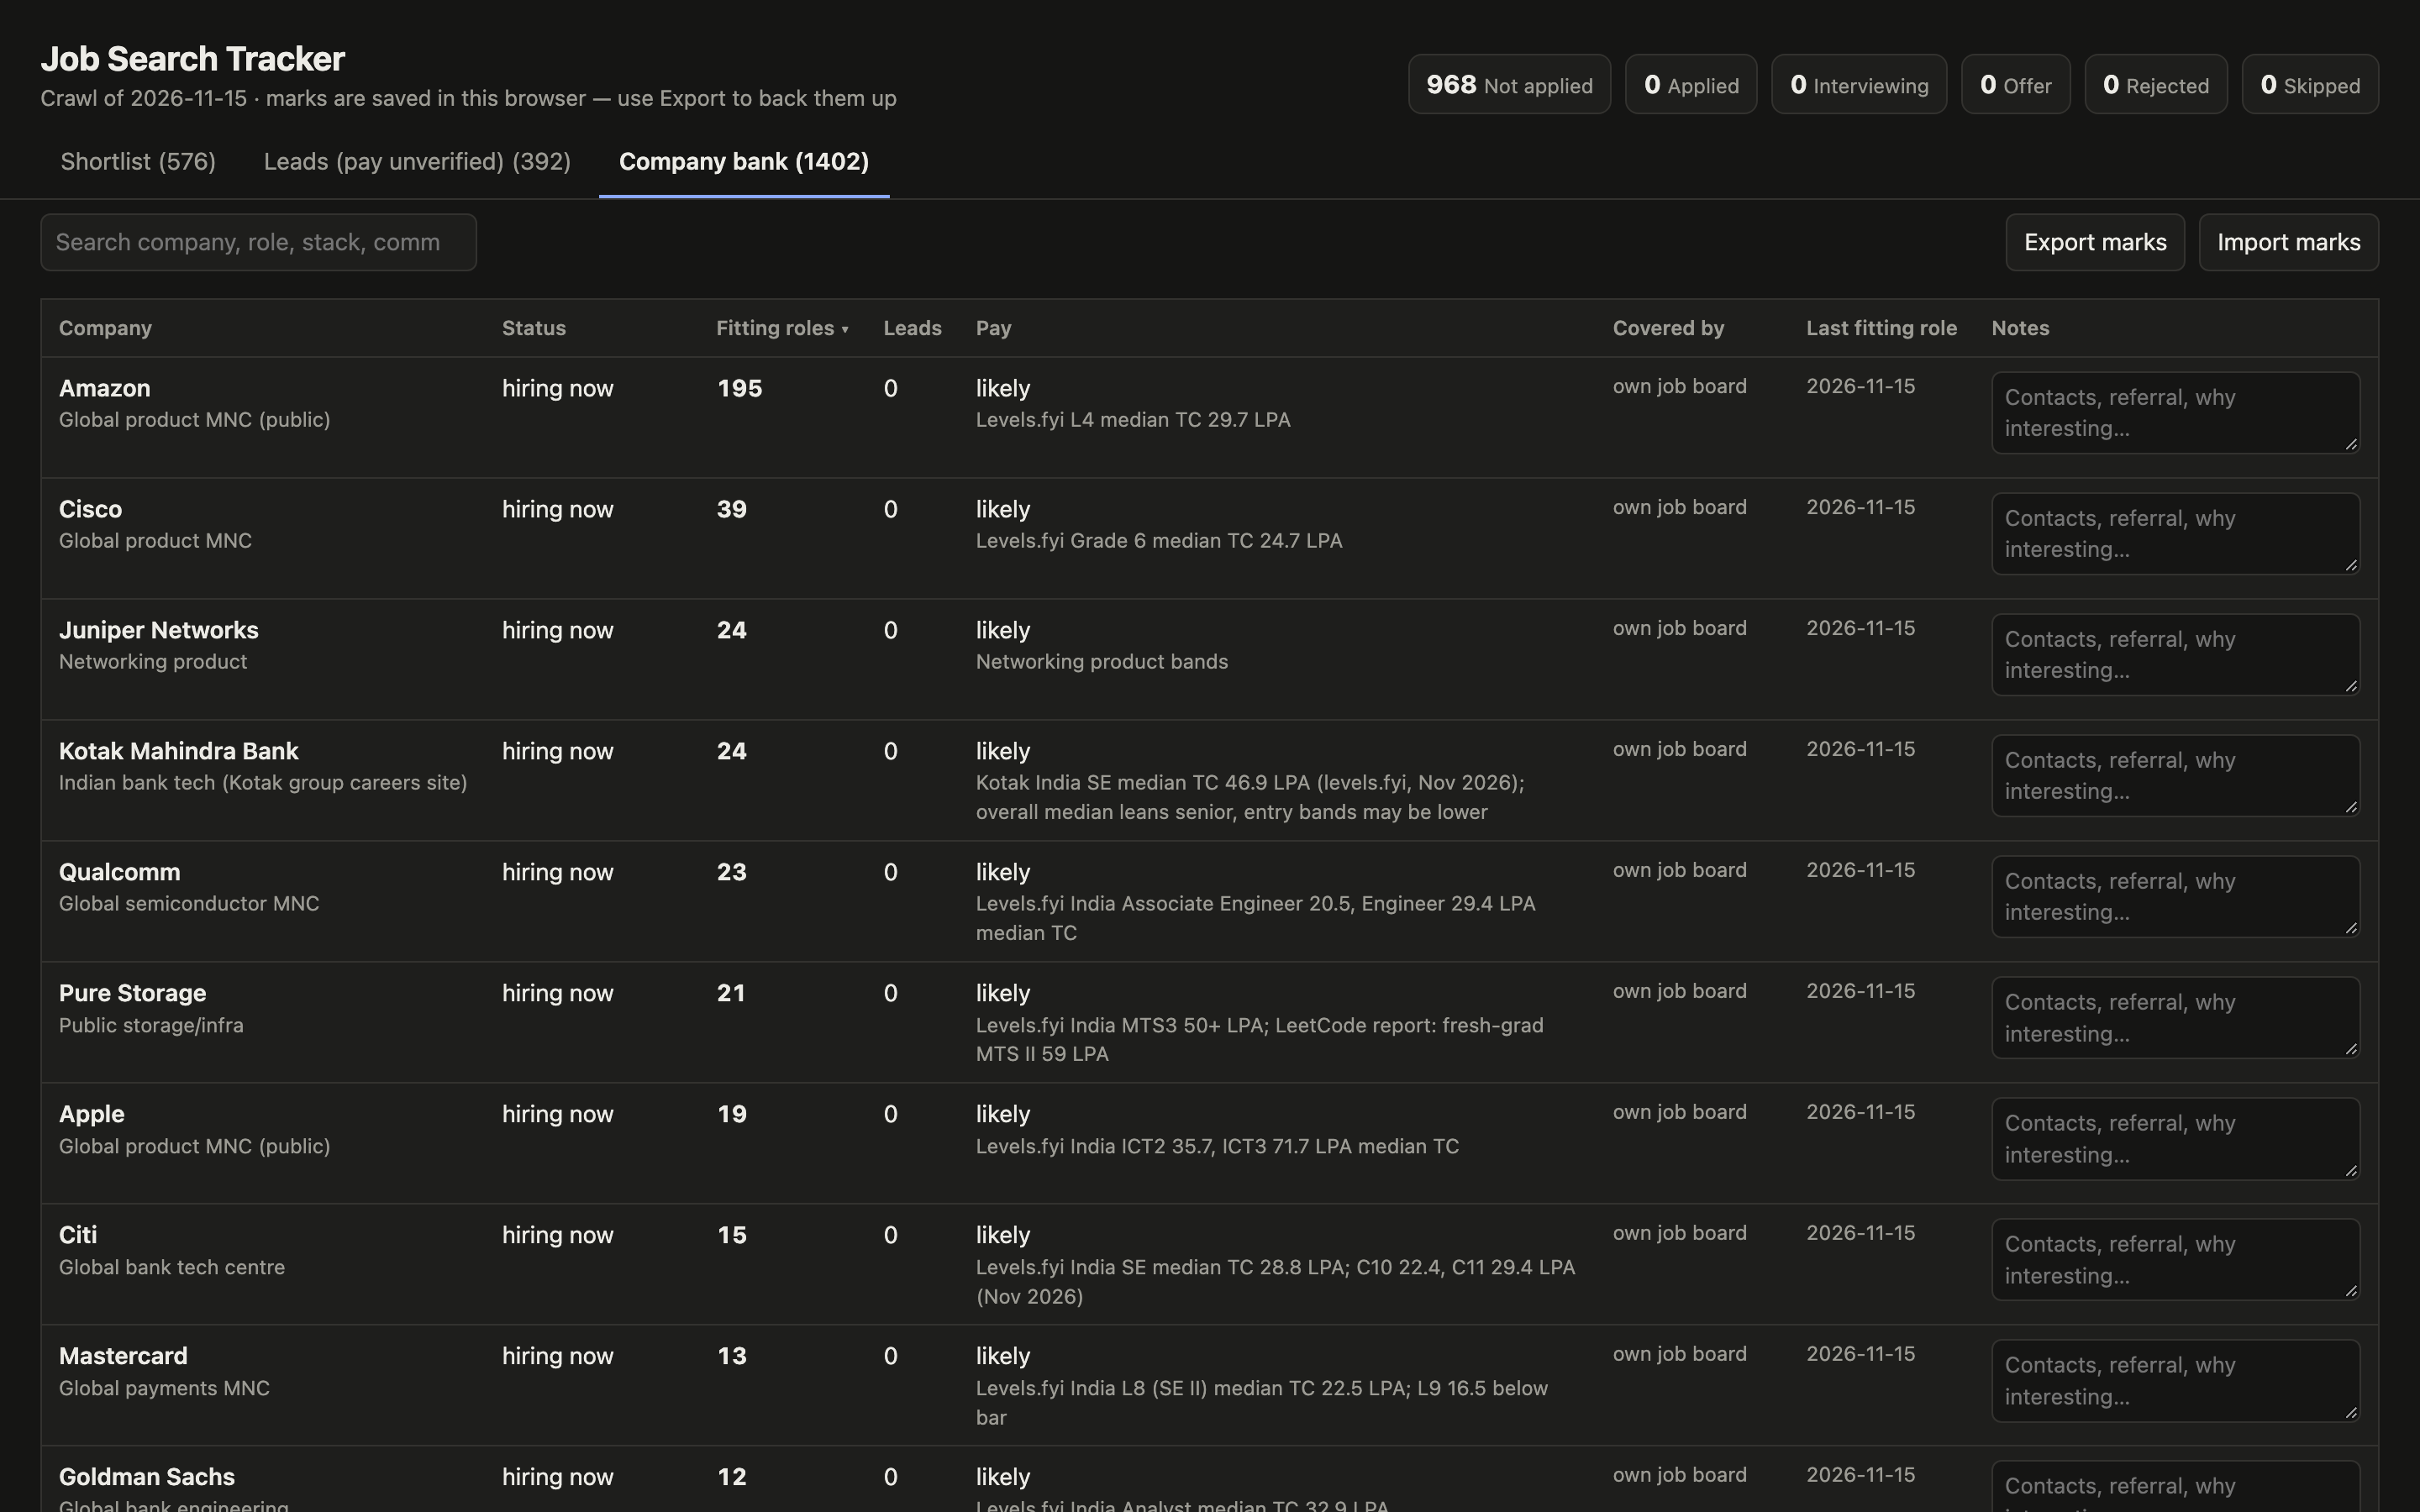 Job Search Tracker
Crawl of 2026-11-15 · marks are saved in this browser — use Export to back them up
968 Not applied
0 Applied
0 Interviewing
0 Offer
0 Rejected
0 Skipped
Shortlist (576)
Leads (pay unverified) (392)
Company bank (1402)
Search company, role, stack, comm
Export marks
Import marks
Company Status Fitting roles ▾ Leads Pay Covered by Last fitting role Notes
Amazon hiring now 195 0 likely own job board 2026-11-15 Contacts, referral, why
Global product MNC (public) Levels.fyi L4 median TC 29.7 LPA interesting...
Cisco hiring now 39 0 likely own job board 2026-11-15 Contacts, referral, why
Global product MNC Levels.fyi Grade 6 median TC 24.7 LPA interesting...
Juniper Networks hiring now 24 0 likely own job board 2026-11-15 Contacts, referral, why
Networking product Networking product bands interesting...
Kotak Mahindra Bank hiring now 24 0 likely own job board 2026-11-15 Contacts, referral, why
Indian bank tech (Kotak group careers site) Kotak India SE median TC 46.9 LPA (levels.fyi, Nov 2026); interesting...
overall median leans senior, entry bands may be lower
Qualcomm hiring now 23 0 likely own job board 2026-11-15 Contacts, referral, why
Global semiconductor MNC Levels.fyi India Associate Engineer 20.5, Engineer 29.4 LPA interesting...
median TC
Pure Storage hiring now 21 0 likely own job board 2026-11-15 Contacts, referral, why
Public storage/infra Levels.fyi India MTS3 50+ LPA; LeetCode report: fresh-grad interesting...
MTS II 59 LPA
Apple hiring now 19 0 likely own job board 2026-11-15 Contacts, referral, why
Global product MNC (public) Levels.fyi India ICT2 35.7, ICT3 71.7 LPA median TC interesting...
Citi hiring now 15 0 likely own job board 2026-11-15 Contacts, referral, why
Global bank tech centre Levels.fyi India SE median TC 28.8 LPA; C10 22.4, C11 29.4 LPA interesting...
(Nov 2026)
Mastercard hiring now 13 0 likely own job board 2026-11-15 Contacts, referral, why
Global payments MNC Levels.fyi India L8 (SE II) median TC 22.5 LPA; L9 16.5 below interesting...
bar
Goldman Sachs hiring now 12 0 likely own job board 2026-11-15 Contacts, referral, why
Global bank engineering Levels.fyi India Analyst median TC 32.9 LPA